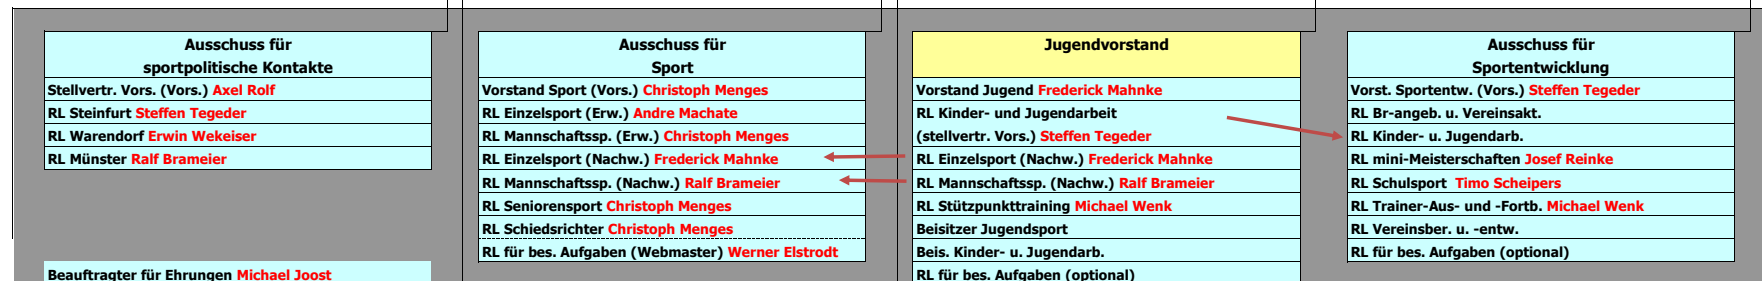 Ausschuss für
sportpolitische Kontakte
Stellvertr. Vors. (Vors.) Axel Rolf
RL Steinfurt Steffen Tegeder
RL Warendorf Erwin Wekeiser
RL Münster Ralf Brameier
Beauftragter für Ehrungen Michael Joost
Ausschuss für
Sport
Vorstand Sport (Vors.) Christoph Menges
RL Einzelsport (Erw.) Andre Machate
RL Mannschaftssp. (Erw.) Christoph Menges
RL Einzelsport (Nachw.) Frederick Mahnke
RL Mannschaftssp. (Nachw.) Ralf Brameier
RL Seniorensport Christoph Menges
RL Schiedsrichter Christoph Menges
RL für bes. Aufgaben (Webmaster) Werner Elstrodt
Jugendvorstand
Vorstand Jugend Frederick Mahnke
RL Kinder- und Jugendarbeit
(stellvertr. Vors.) Steffen Tegeder
RL Einzelsport (Nachw.) Frederick Mahnke
RL Mannschaftssp. (Nachw.) Ralf Brameier
RL Stützpunkttraining Michael Wenk
Beisitzer Jugendsport
Beis. Kinder- u. Jugendarb.
RL für bes. Aufgaben (optional)
Ausschuss für
Sportentwicklung
Vorst. Sportentw. (Vors.) Steffen Tegeder
RL Br-angeb. u. Vereinsakt.
RL Kinder- u. Jugendarb.
RL mini-Meisterschaften Josef Reinke
RL Schulsport Timo Scheipers
RL Trainer-Aus- und -Fortb. Michael Wenk
RL Vereinsber. u. -entw.
RL für bes. Aufgaben (optional)